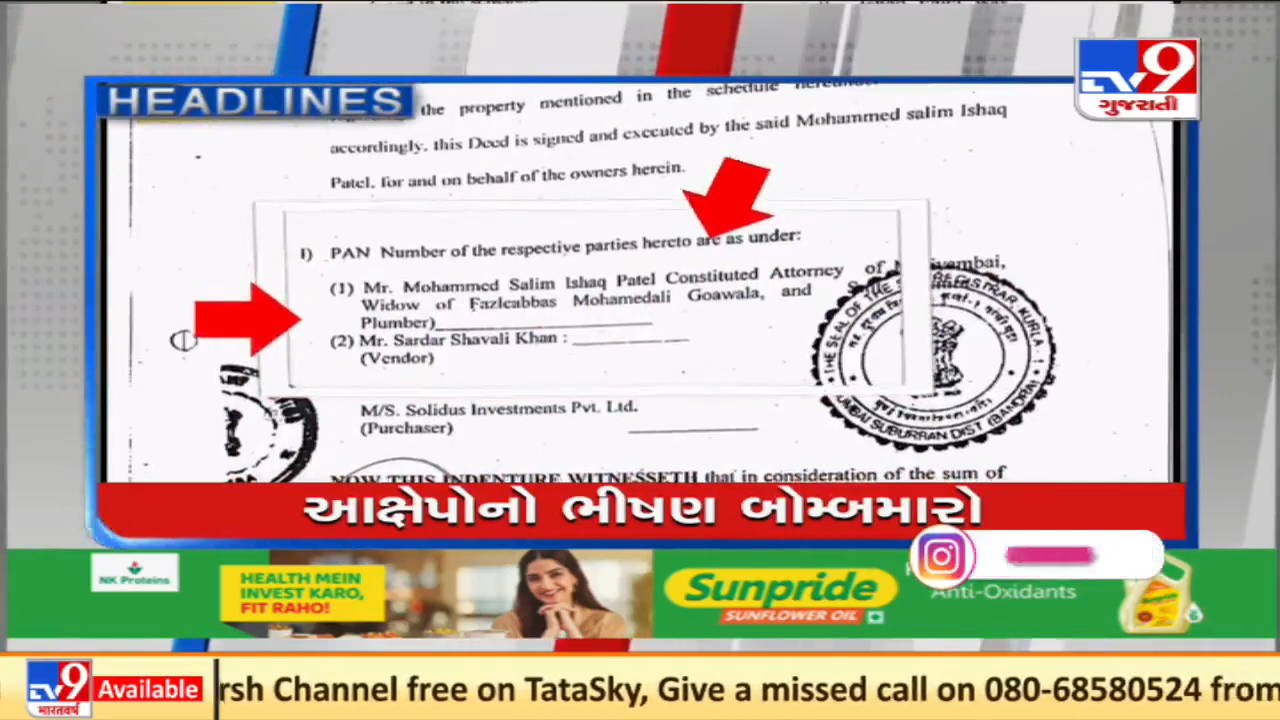 HEADLINES
TV9
ગુજરાતી
the property mentioned in the schedule
accordingly, this Deed is signed and executed by the said Mohammed salim Ishaq
Patel, for and on behalf of the owners herein.
I) PAN Number of the respective parties hereto are as under:
(1) Mr. Mohammed Salim Ishaq Patel Constituted Attorney of
Widow of Fazleabbas Mohamedali Goawala, and
Plumber)
(2) Mr. Sardar Shavali Khan :
(Vendor)
M/S. Solidus Investments Pvt. Ltd.
(Purchaser)
NOW THIS INDENTURE WITNESSETH that in consideration of the sum of
આક્ષેપોનો ભીષણ બોમ્બમારો
NK Proteins
HEALTH MEIN
INVEST KARO,
FIT RAHO!
Sunpride
SUNFLOWER OIL
Anti-Oxidants
TV9
भारतवर्ष
Available
rsh Channel free on TataSky, Give a missed call on 080-68580524 from